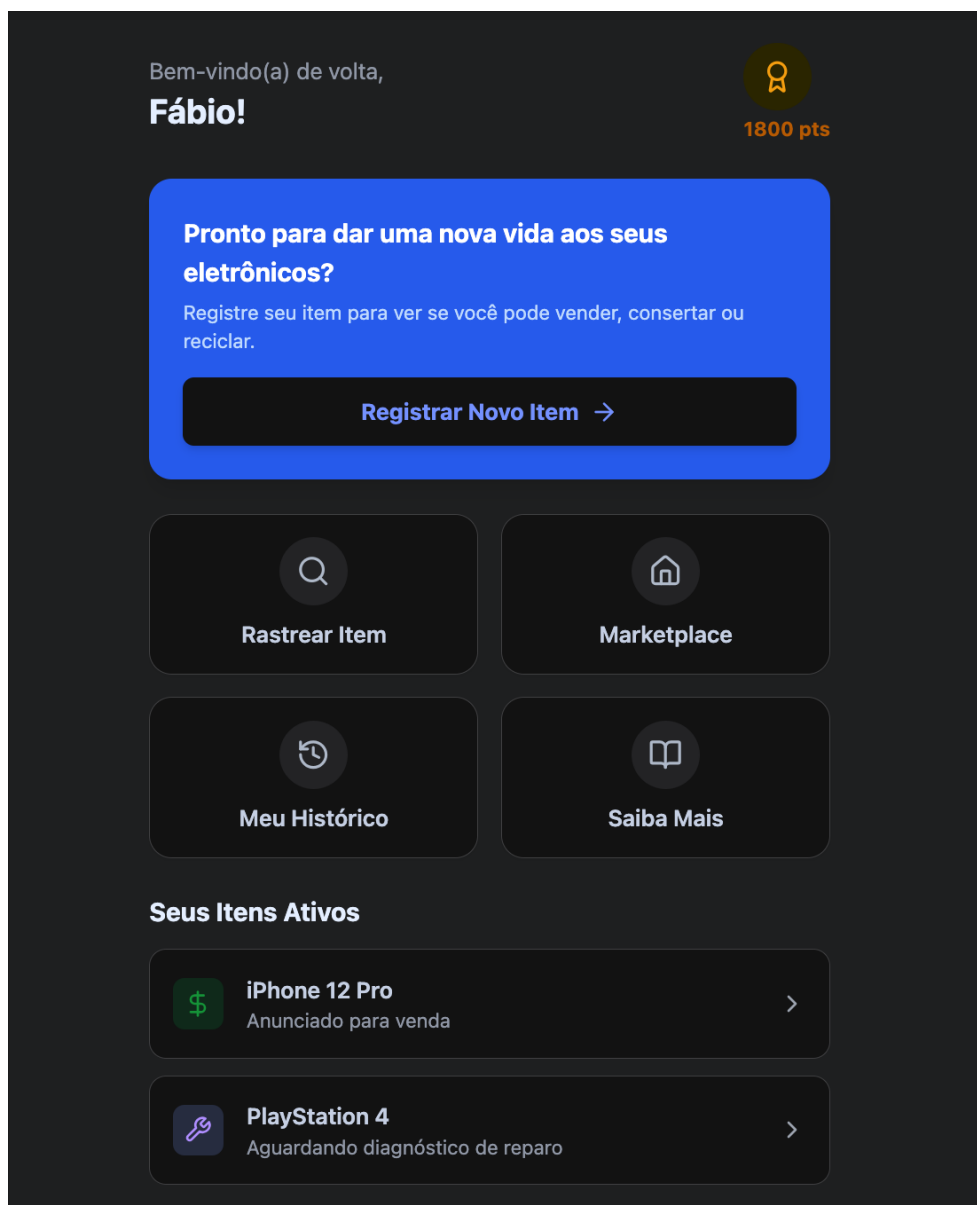 Bem-vindo(a) de volta,
Fábio!
1800 pts
Pronto para dar uma nova vida aos seus
eletrônicos?
Registre seu item para ver se você pode vender, consertar ou
reciclar.
Registrar Novo Item →
Rastrear Item
Marketplace
Meu Histórico
Saiba Mais
Seus Itens Ativos
iPhone 12 Pro
Anunciado para venda
PlayStation 4
Aguardando diagnóstico de reparo